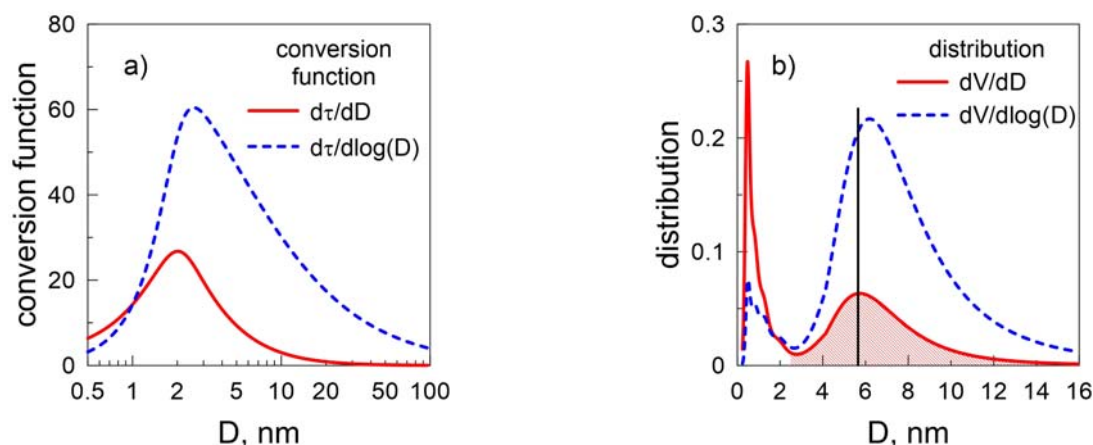 a)
conversion
function
dτ/dD
dτ/dlog(D)
conversion function
80
60
40
20
0
0.5 1 2 5 10 20 50 100
D, nm
b)
distribution
dV/dD
dV/dlog(D)
distribution
0.3
0.2
0.1
0
0 2 4 6 8 10 12 14 16
D, nm